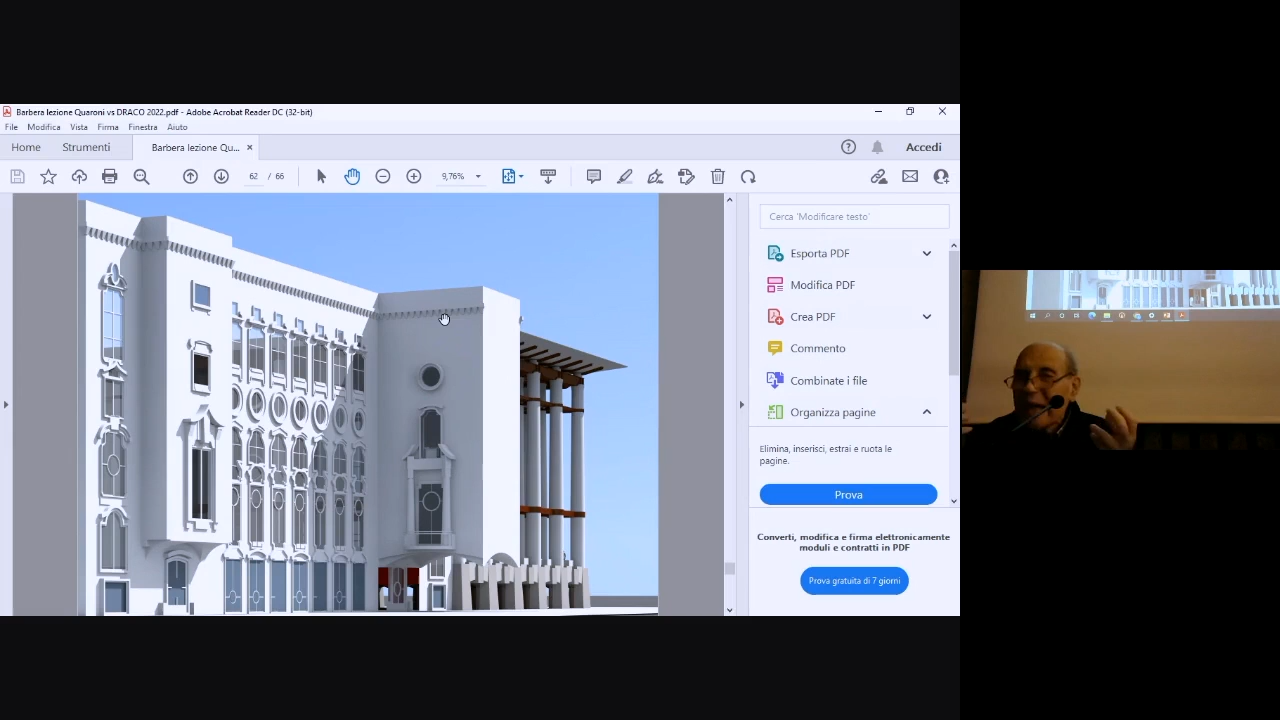 Barbera lezione Quaroni vs DRACO 2022.pdf - Adobe Acrobat Reader DC (32-bit)
File Modifica Vista Firma Finestra Aiuto
Home Strumenti Barbera lezione Qu... × Accedi
62 / 66 9,76%
Cerca 'Modificare testo'
Esporta PDF
Modifica PDF
Crea PDF
Commento
Combinate i file
Organizza pagine
Elimina, inserisci, estrai e ruota le
pagine.
Prova
Converti, modifica e firma elettronicamente
moduli e contratti in PDF
Prova gratuita di 7 giorni